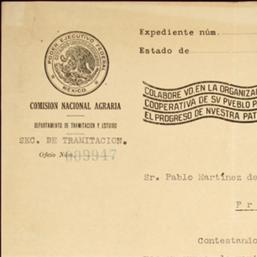 Expediente núm.
Estado de
PODER EJECUTIVO FEDERAL
MEXICO.
COLABORE VD. EN LA ORGANIZA
COOPERATIVA DE SV PVEBLO P
EL PROGRESO DE NVESTRA PAT
COMISION NACIONAL AGRARIA
DEPARTAMENTO DE TRAMITACION Y ESTUDIO
SEC. DE TRAMITACION.
Oficio Núm. 009947
Sr. Pablo Martínez de
Pr
Contestando